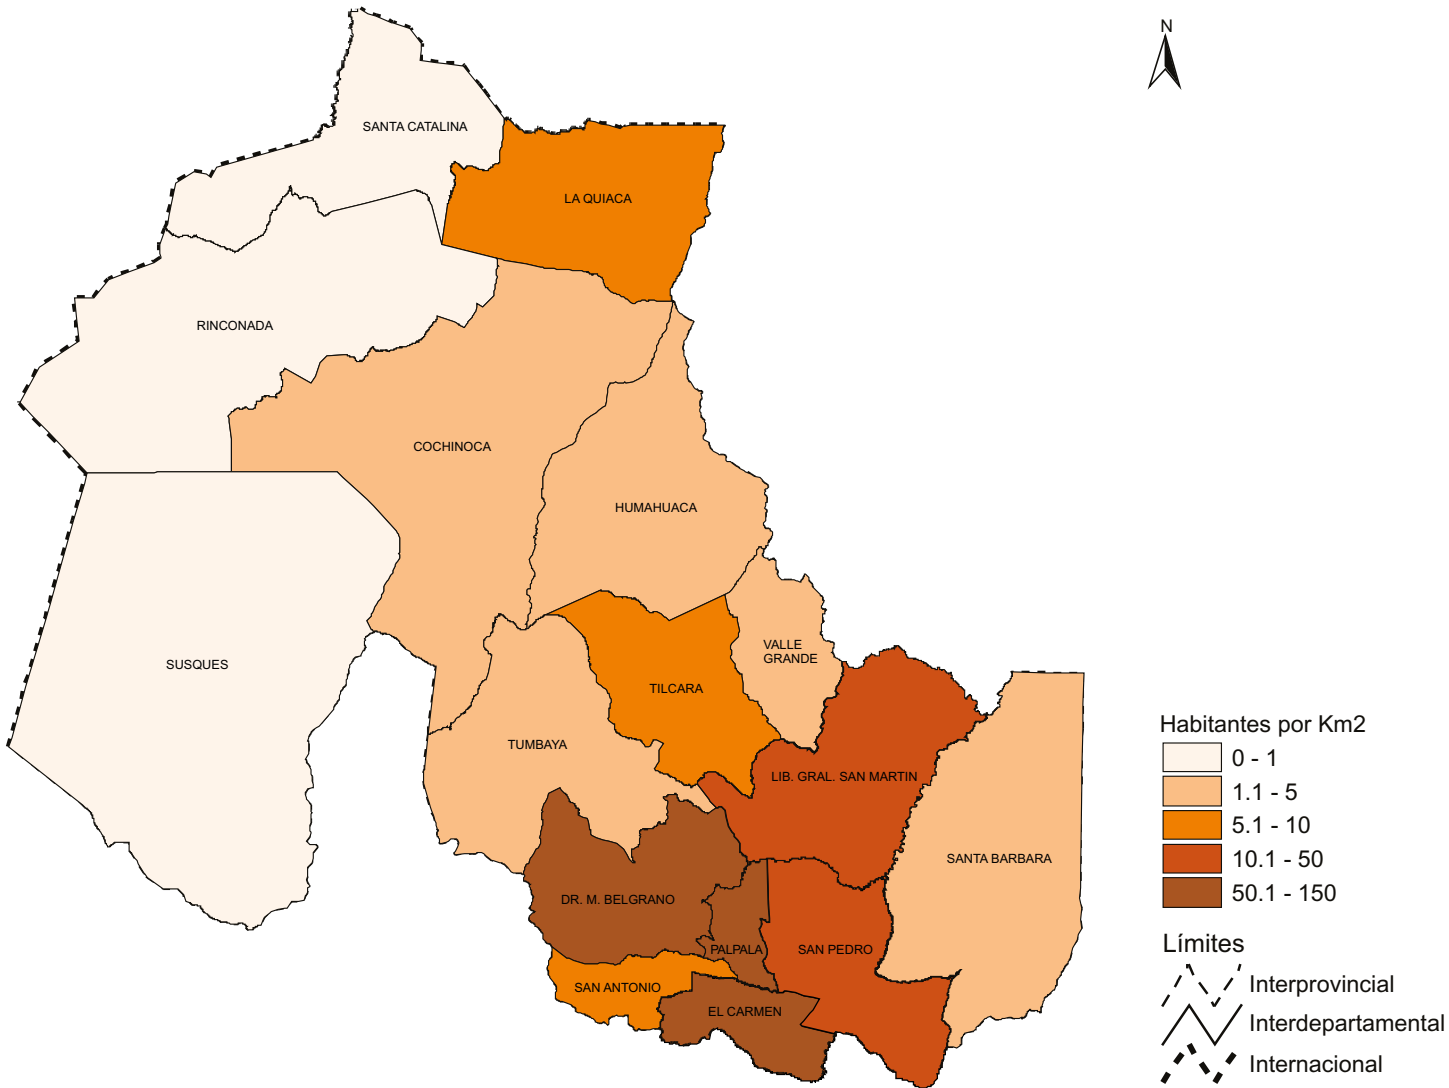 N
SANTA CATALINA
LA QUIACA
RINCONADA
COCHINOCA
HUMAHUACA
VALLE
GRANDE
SUSQUES
TILCARA
TUMBAYA
LIB. GRAL. SAN MARTIN
SANTA BARBARA
DR. M. BELGRANO
PALPALA
SAN PEDRO
SAN ANTONIO
EL CARMEN
Habitantes por Km2
0 - 1
1.1 - 5
5.1 - 10
10.1 - 50
50.1 - 150
Límites
Interprovincial
Interdepartamental
Internacional